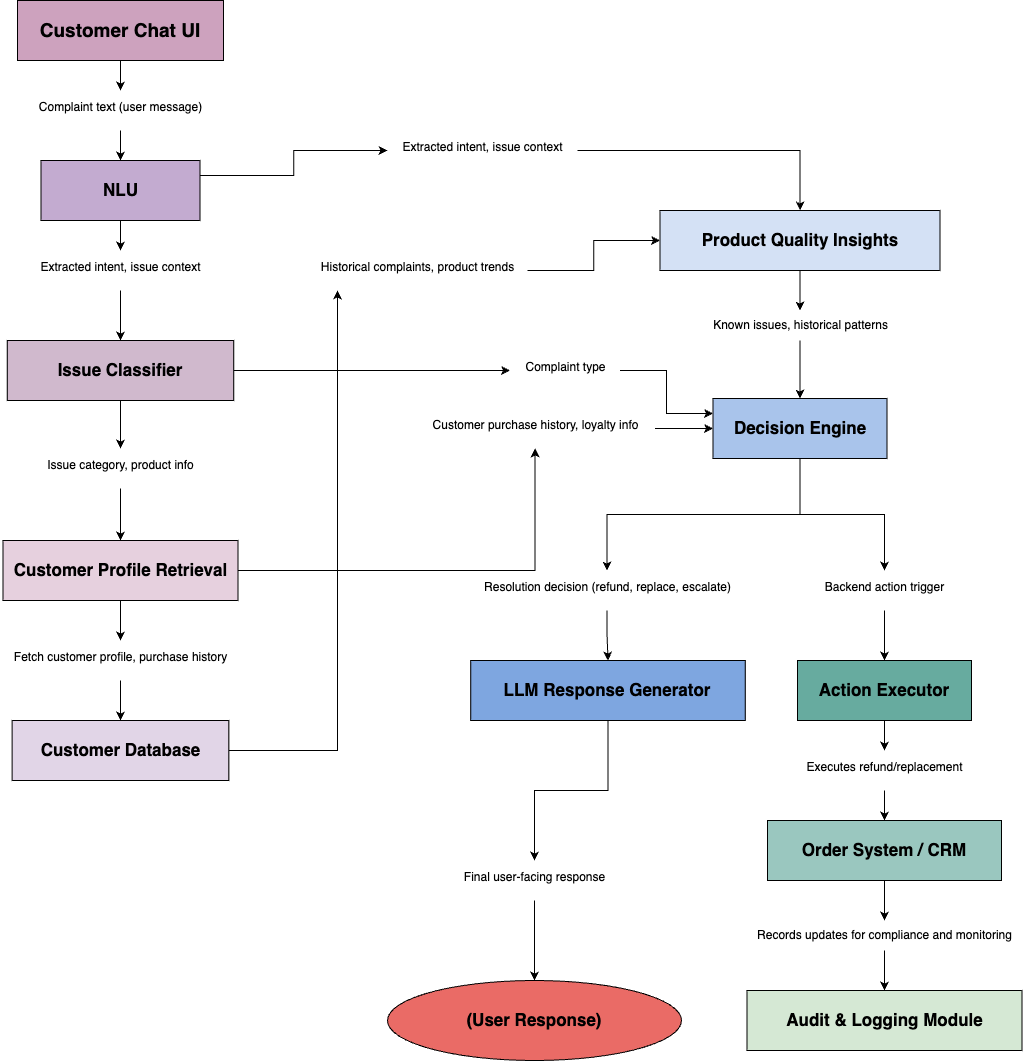 Customer Chat UI
Complaint text (user message)
Extracted intent, issue context
NLU
Product Quality Insights
Extracted intent, issue context
Historical complaints, product trends
Known issues, historical patterns
Issue Classifier
Complaint type
Customer purchase history, loyalty info
Decision Engine
Issue category, product info
Customer Profile Retrieval
Resolution decision (refund, replace, escalate)
Backend action trigger
Fetch customer profile, purchase history
LLM Response Generator
Action Executor
Customer Database
Executes refund/replacement
Order System / CRM
Final user-facing response
Records updates for compliance and monitoring
(User Response)
Audit & Logging Module